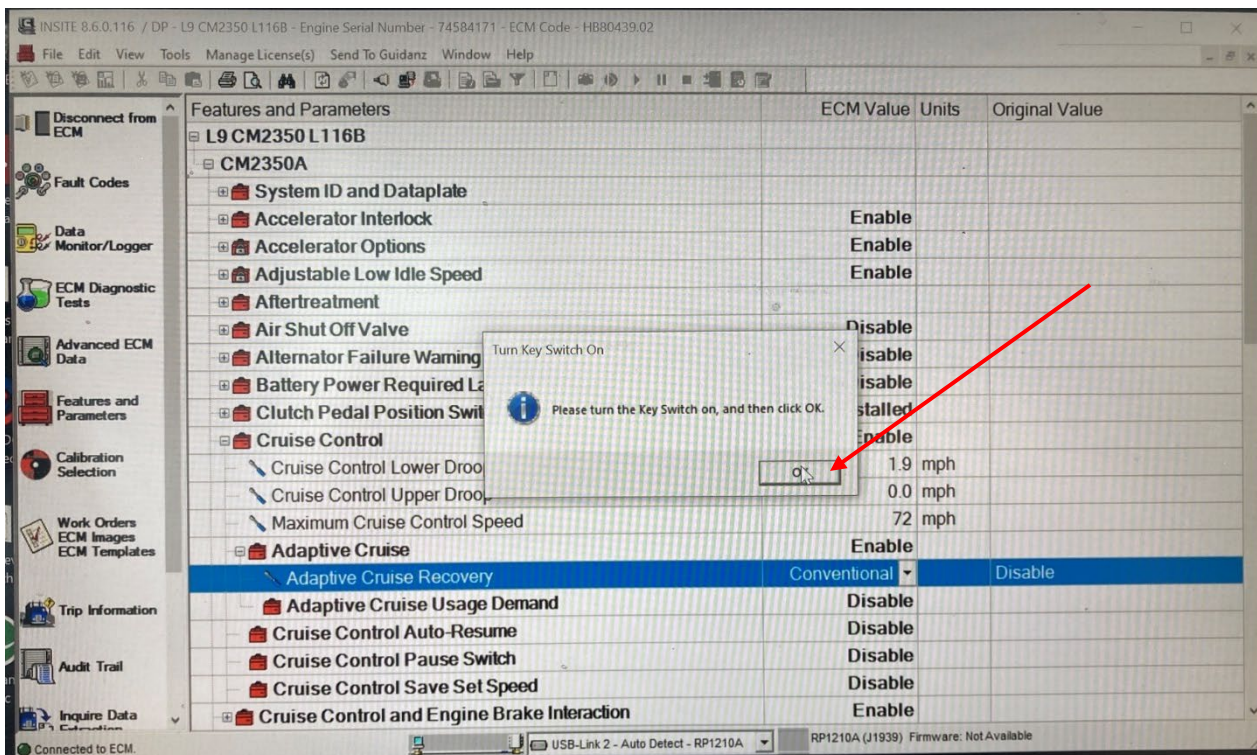 INSITE 8.6.0.116 / DP - L9 CM2350 L116B - Engine Serial Number - 74584171 - ECM Code - HB80439.02
File Edit View Tools Manage License(s) Send To Guidanz Window Help
Disconnect from
ECM
Fault Codes
Data
Monitor/Logger
ECM Diagnostic
Tests
Advanced ECM
Data
Features and
Parameters
Calibration
Selection
Work Orders
ECM Images
ECM Templates
Trip Information
Audit Trail
Inquire Data
Features and Parameters ECM Value Units Original Value
L9 CM2350 L116B
CM2350A
System ID and Dataplate
Accelerator Interlock Enable
Accelerator Options Enable
Adjustable Low Idle Speed Enable
Aftertreatment
Air Shut Off Valve Disable
Alternator Failure Warning isable
Battery Power Required La isable
Clutch Pedal Position Swit stalled
Cruise Control Enable
Cruise Control Lower Droo 1.9 mph
Cruise Control Upper Droop 0.0 mph
Maximum Cruise Control Speed 72 mph
Adaptive Cruise Enable
Adaptive Cruise Recovery Conventional Disable
Adaptive Cruise Usage Demand Disable
Cruise Control Auto-Resume Disable
Cruise Control Pause Switch Disable
Cruise Control Save Set Speed Disable
Cruise Control and Engine Brake Interaction Enable
Turn Key Switch On
Please turn the Key Switch on, and then click OK.
Connected to ECM.
USB-Link 2 - Auto Detect - RP1210A
RP1210A (J1939) Firmware: Not Available